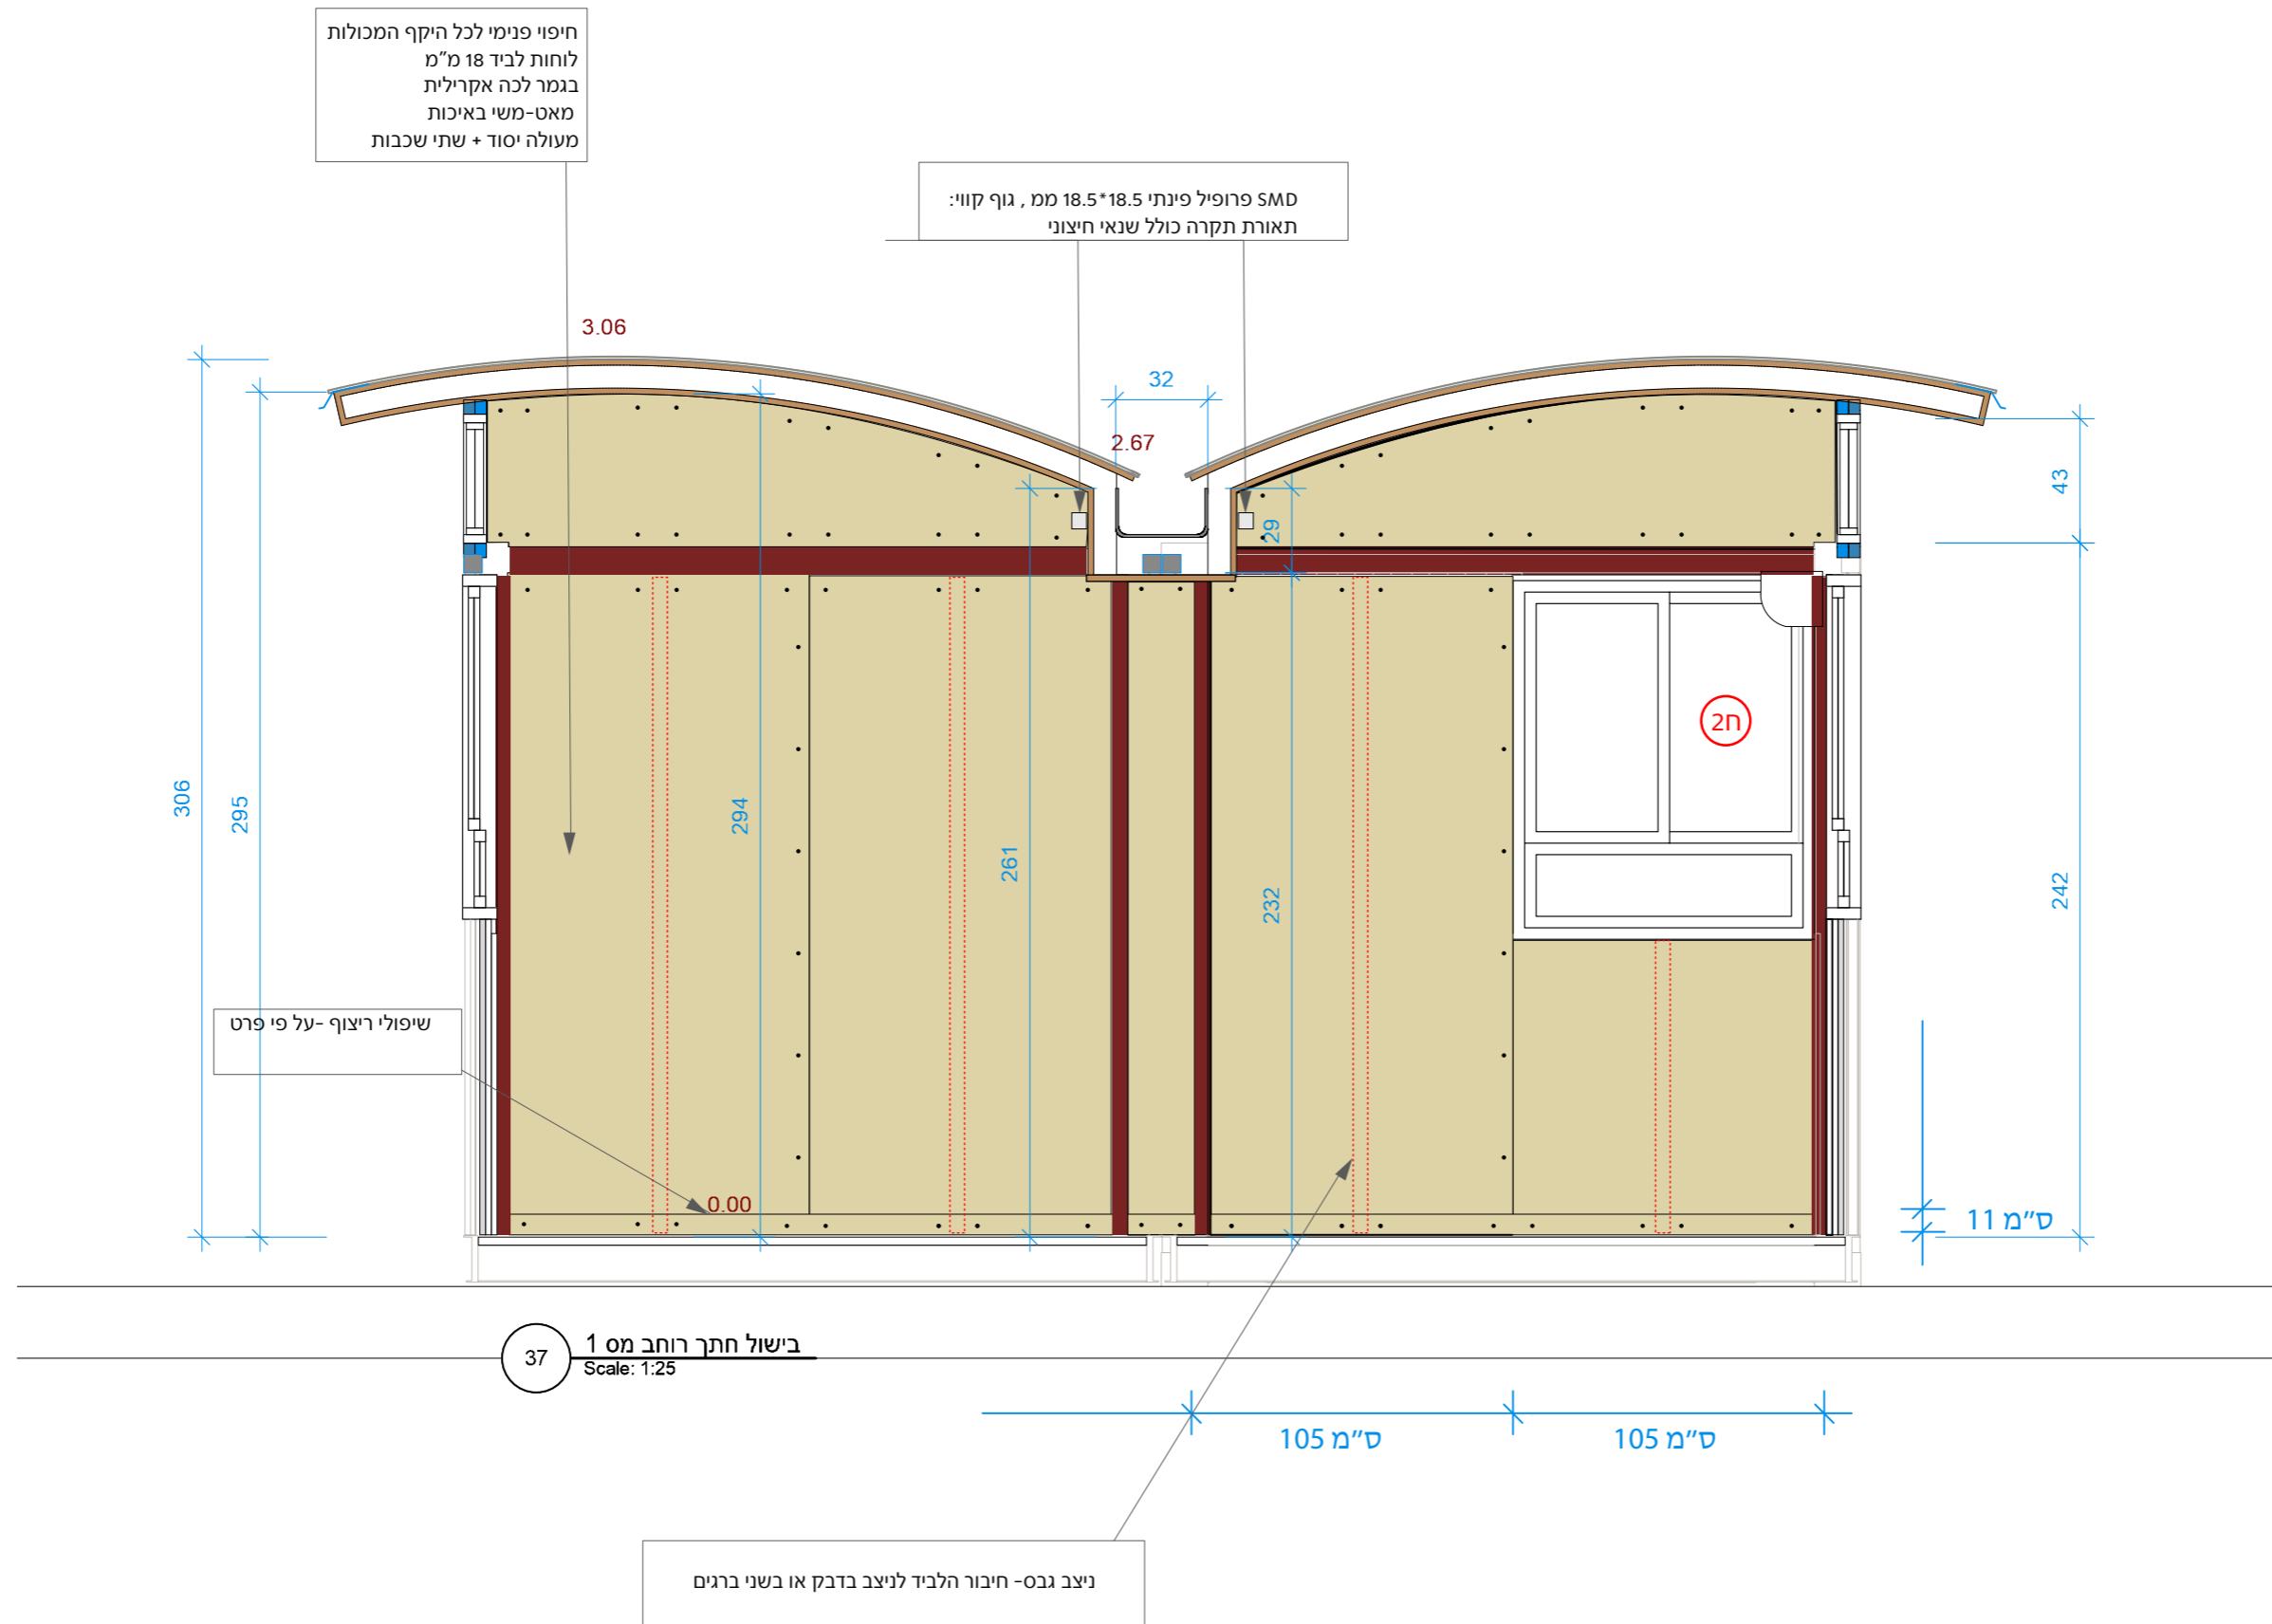 חיפוי פנימי לכל היקף המכולות
לוחות לביד 18 מ"מ
בגמר לכה אקרילית
מאט-משי באיכות
מעולה יסוד + שתי שכבות
SMD פרופיל פינתי 18.5*18.5 ממ , גוף קווי:
תאורת תקרה כולל שנאי חיצוני
3.06
32
2.67
43
29
ח2
306
295
294
261
232
242
שיפולי ריצוף -על פי פרט
0.00
11 ס"מ
37
בישול חתך רוחב מס 1
Scale: 1:25
105 ס"מ
105 ס"מ
ניצב גבס- חיבור הלביד לניצב בדבק או בשני ברגים